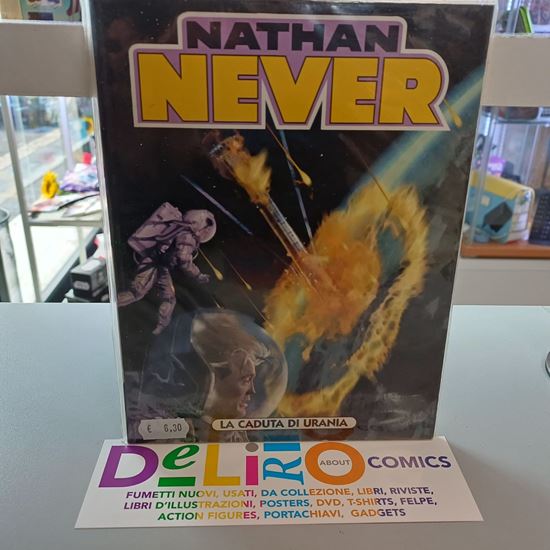 NATHAN
NEVER
LA CADUTA DI URANIA
€ 6,30
DeLiRIO ABOUT COMICS
FUMETTI NUOVI, USATI, DA COLLEZIONE, LIBRI, RIVISTE,
LIBRI D'ILLUSTRAZIONI, POSTERS, DVD, T-SHIRTS, FELPE,
ACTION FIGURES, PORTACHIAVI, GADGETS